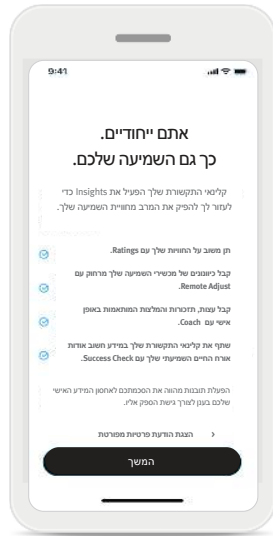 9:41
אתם ייחודיים.
כך גם השמיעה שלכם.
קלינאי התקשורת שלך הפעיל את Insights כדי
לעזור לך להפיק את המרב מחוויית השמיעה שלך.
תן משוב על החוויות שלך עם Ratings.
קבל כיוונונים של מכשירי השמיעה שלך מרחוק עם
Remote Adjust.
קבל עצות, תזכורות והמלצות המותאמות באופן
אישי עם Coach.
שתף את קלינאי התקשורת שלך במידע חשוב אודות
אורח החיים השמיעתי שלך עם Success Check.
הפעלת תובנות מהווה את הסכמתכם לאחסון המידע האישי
שלכם בענן לצורך גישת הספק אליו.
הצגת הודעת פרטיות מפורטת
המשך